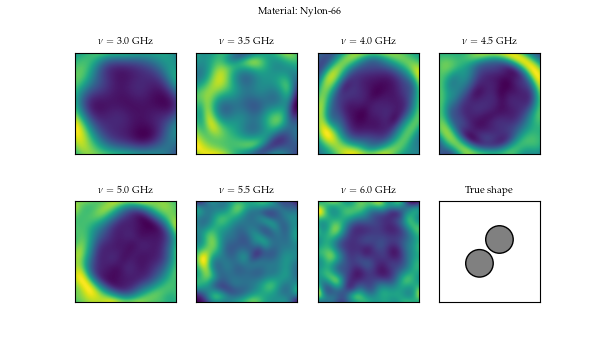 Material: Nylon-66
ν = 3.0 GHz
ν = 3.5 GHz
ν = 4.0 GHz
ν = 4.5 GHz
ν = 5.0 GHz
ν = 5.5 GHz
ν = 6.0 GHz
True shape